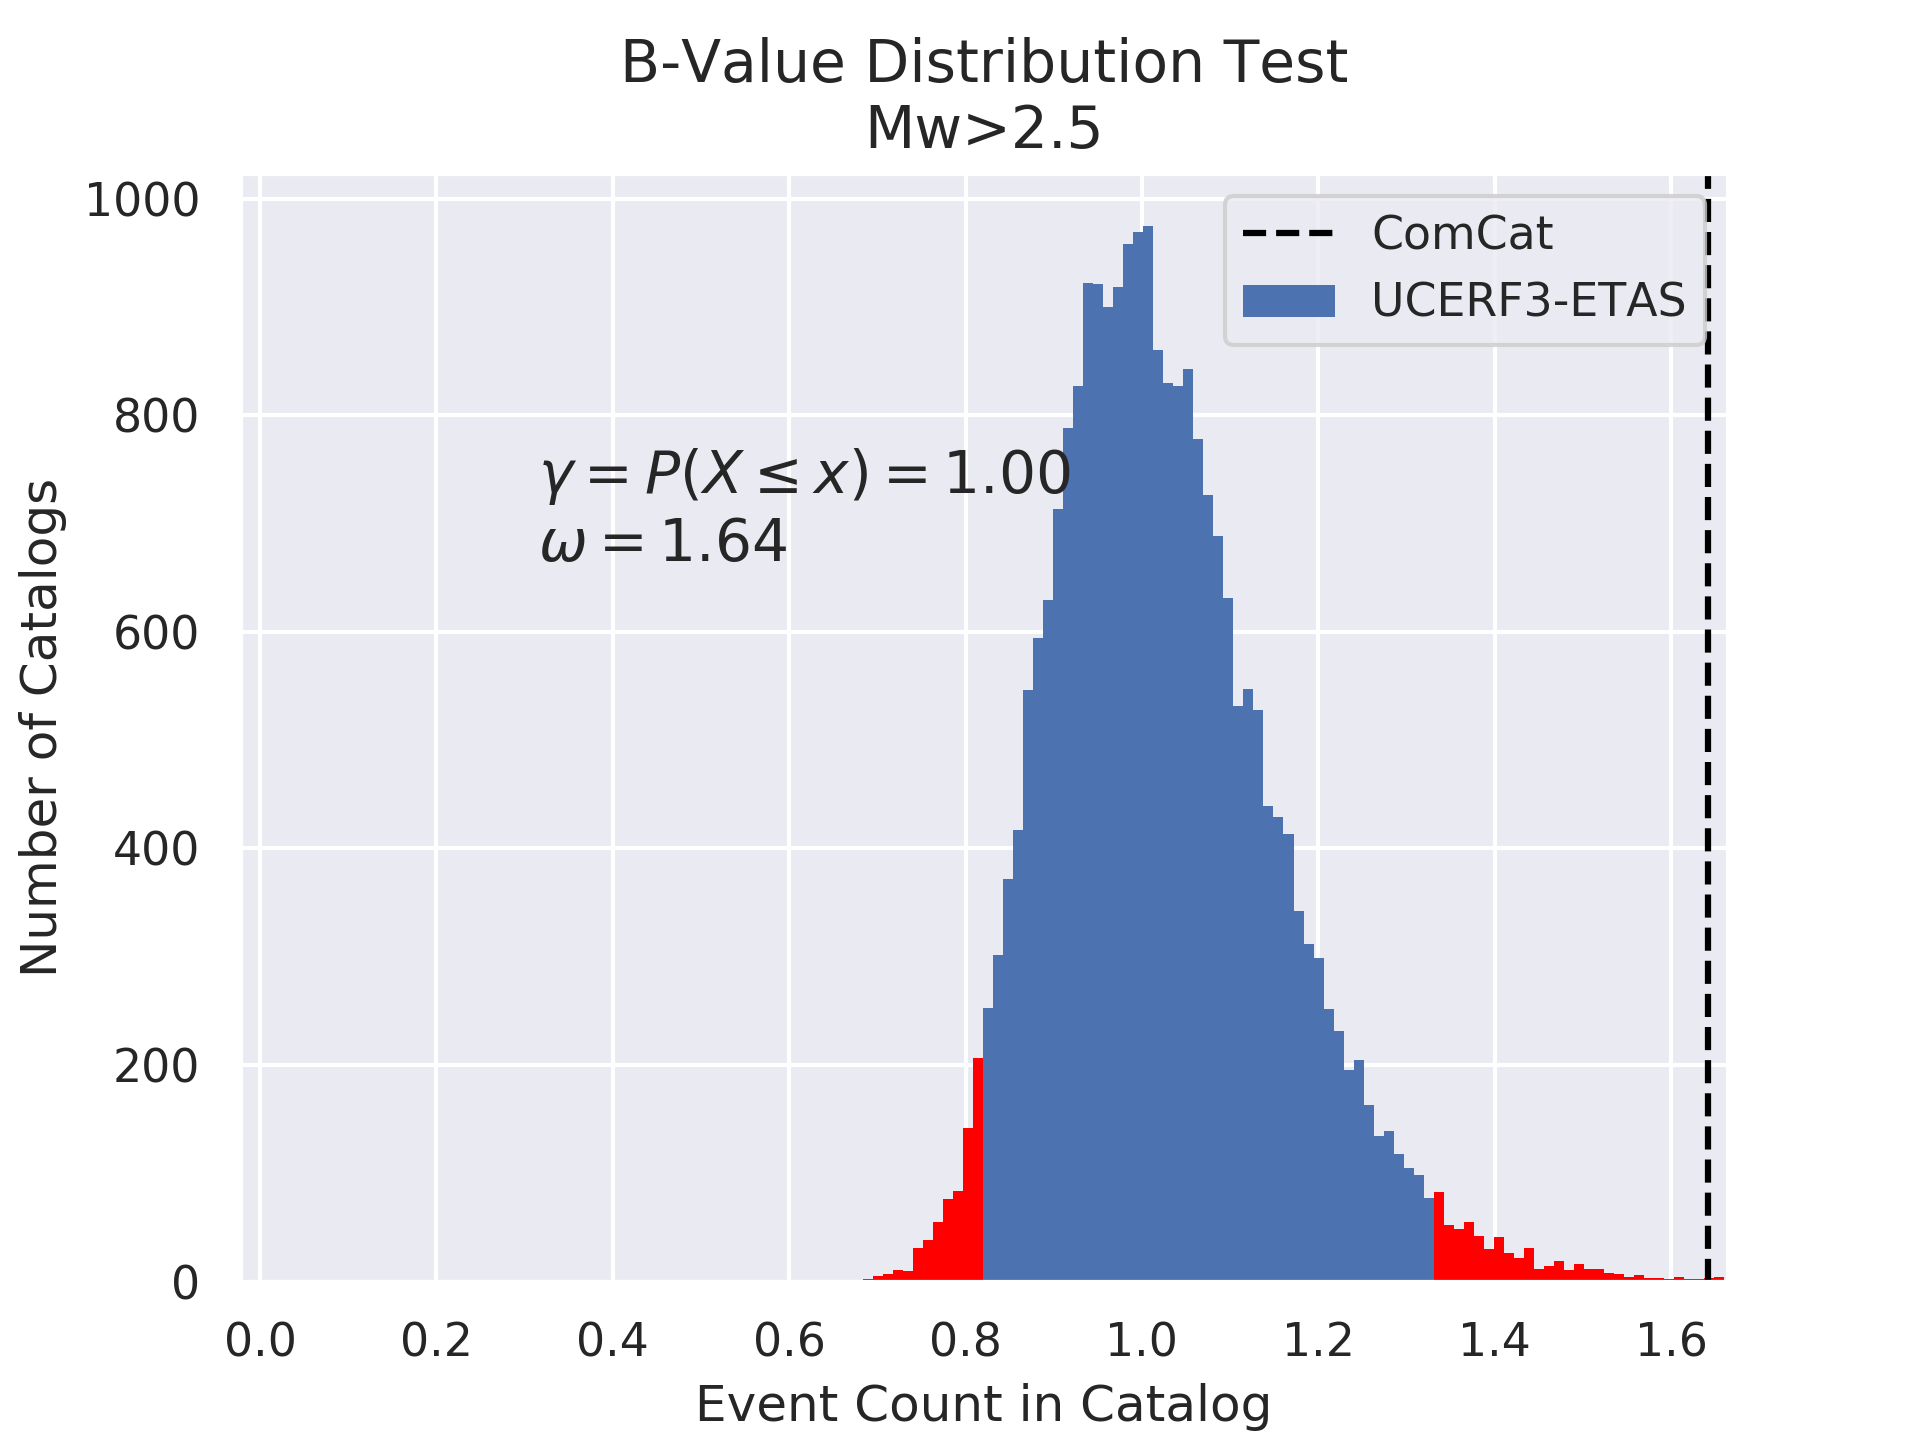 B-Value Distribution Test
Mw>2.5
1000
800
600
400
200
0
Number of Catalogs
γ = P(X ≤ x) = 1.00
ω = 1.64
ComCat
UCERF3-ETAS
0.0 0.2 0.4 0.6 0.8 1.0 1.2 1.4 1.6
Event Count in Catalog